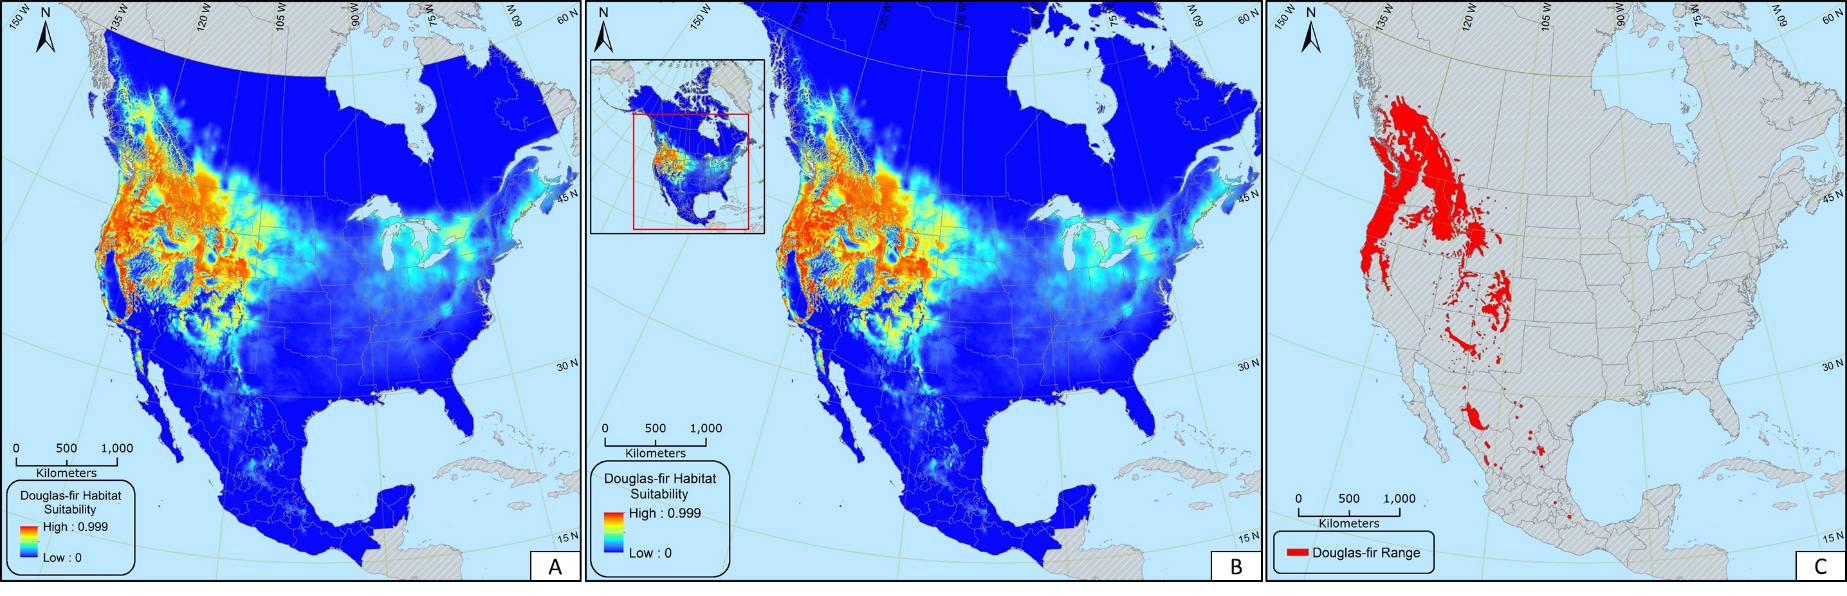 N
150 W
135 W
120 W
105 W
90 W
75 W
60 W
60 N
45 N
30 N
15 N
0 500 1,000
Kilometers
Douglas-fir Habitat
Suitability
High : 0.999
Low : 0
A
N
150 W
135 W
120 W
105 W
90 W
75 W
60 W
60 N
45 N
30 N
15 N
0 500 1,000
Kilometers
Douglas-fir Habitat
Suitability
High : 0.999
Low : 0
B
N
150 W
135 W
120 W
105 W
90 W
75 W
60 W
60 N
45 N
30 N
15 N
0 500 1,000
Kilometers
Douglas-fir Range
C